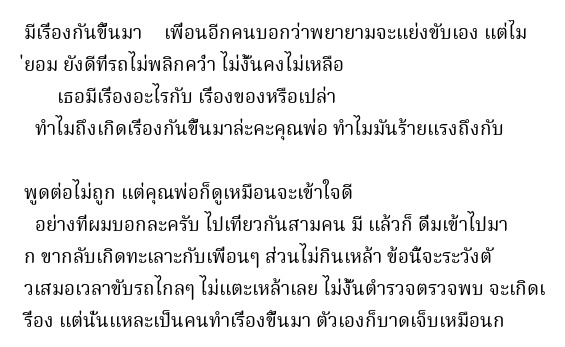 มีเรื่องกันขึ้นมา เพื่อนอีกคนบอกว่าพยายามจะแย่งขับเอง แต่ไม
่ยอม ยังดีที่รถไม่พลิกคว่ำ ไม่งั้นคงไม่เหลือ
เธอมีเรื่องอะไรกับ เรื่องของหรือเปล่า
ทำไมถึงเกิดเรื่องกันขึ้นมาล่ะคะคุณพ่อ ทำไมมันร้ายแรงถึงกับ
พูดต่อไม่ถูก แต่คุณพ่อก็ดูเหมือนจะเข้าใจดี
อย่างที่ผมบอกละครับ ไปเที่ยวกันสามคน มี แล้วก็ ดื่มเข้าไปมา
ก ขากลับเกิดทะเลาะกับเพื่อนๆ ส่วนไม่กินเหล้า ข้อนี้จะระวังตั
วเสมอเวลาขับรถไกลๆ ไม่แตะเหล้าเลย ไม่งั้นตำรวจตรวจพบ จะเกิดเ
รื่อง แต่นั่นแหละเป็นคนทำเรื่องขึ้นมา ตัวเองก็บาดเจ็บเหมือนก